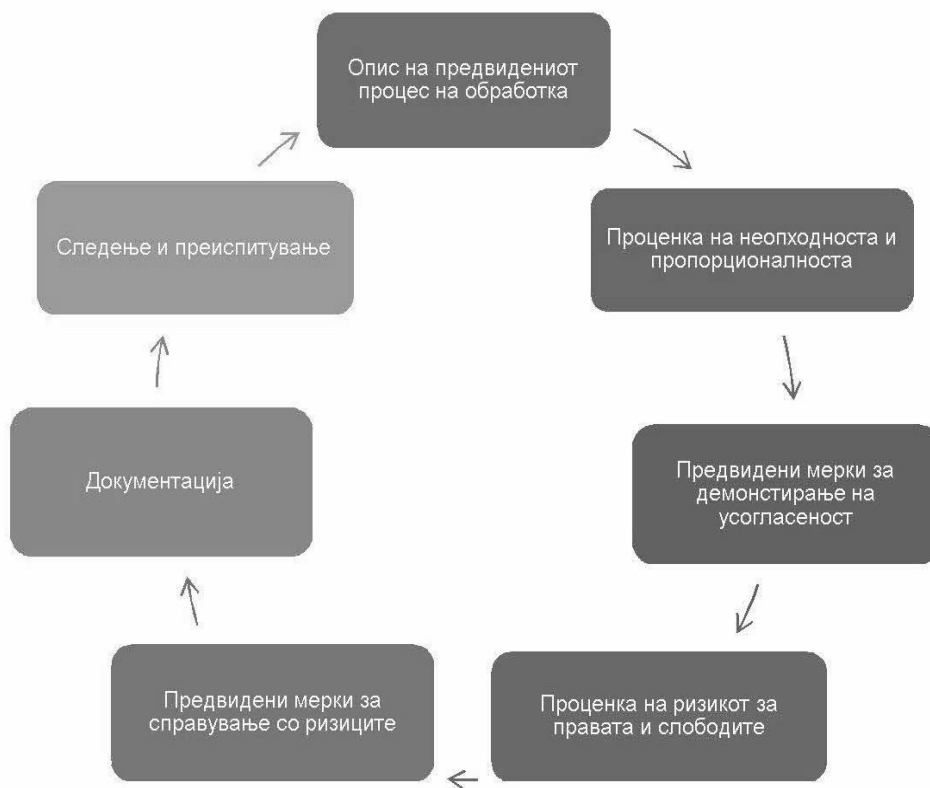 Опис на предвидениот
процес на обработка
Проценка на неопходноста и
пропорционалноста
Предвидени мерки за
демонстирање на
усогласеност
Проценка на ризикот за
правата и слободите
Предвидени мерки за
справување со ризиците
Документација
Следење и преиспитување